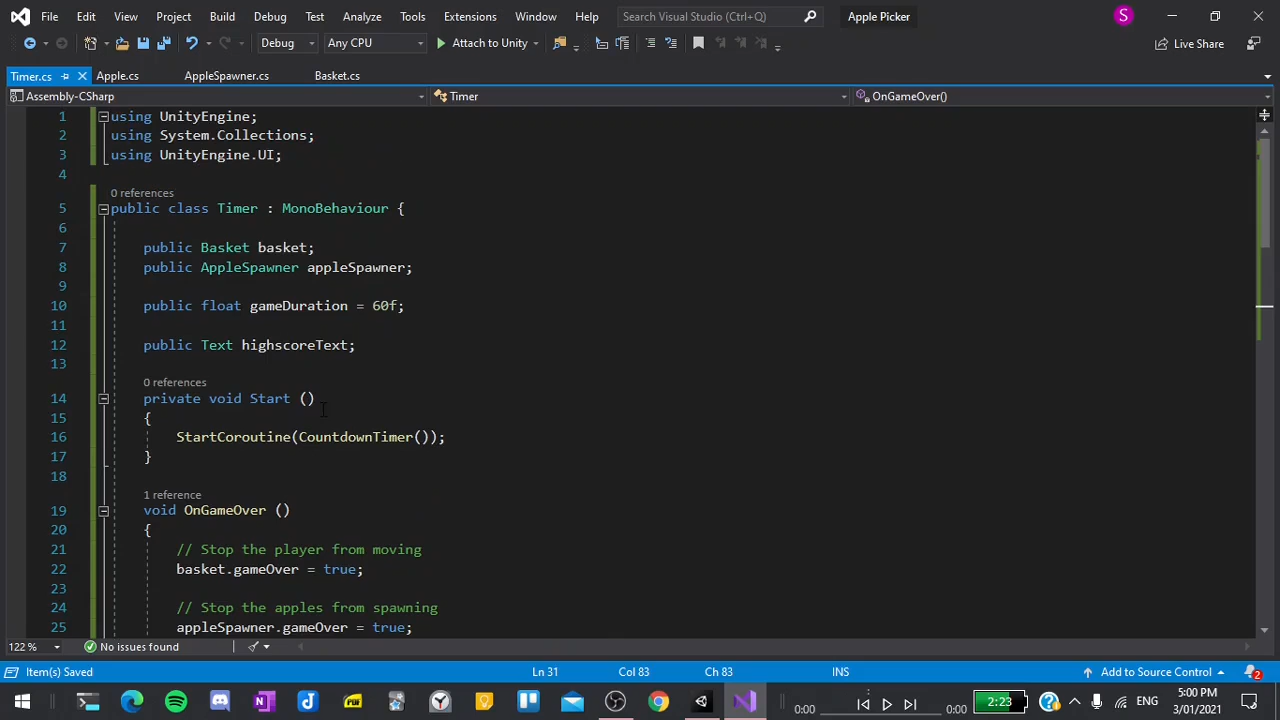 File Edit View Project Build Debug Test Analyze Tools Extensions Window Help Search Visual Studio (Ctrl+Q) Apple Picker S
Debug Any CPU Attach to Unity Live Share
Timer.cs Apple.cs AppleSpawner.cs Basket.cs
Assembly-CSharp Timer OnGameOver()
1 using UnityEngine;
2 using System.Collections;
3 using UnityEngine.UI;
4
0 references
5 public class Timer : MonoBehaviour {
6
7 public Basket basket;
8 public AppleSpawner appleSpawner;
9
10 public float gameDuration = 60f;
11
12 public Text highscoreText;
13
0 references
14 private void Start ()
15 {
16 StartCoroutine(CountdownTimer());
17 }
18
1 reference
19 void OnGameOver ()
20 {
21 // Stop the player from moving
22 basket.gameOver = true;
23
24 // Stop the apples from spawning
25 appleSpawner.gameOver = true;
122 % No issues found
Item(s) Saved Ln 31 Col 83 Ch 83 INS Add to Source Control 2
PDF 0:00 0:00 2:23 ENG 5:00 PM
3/01/2021